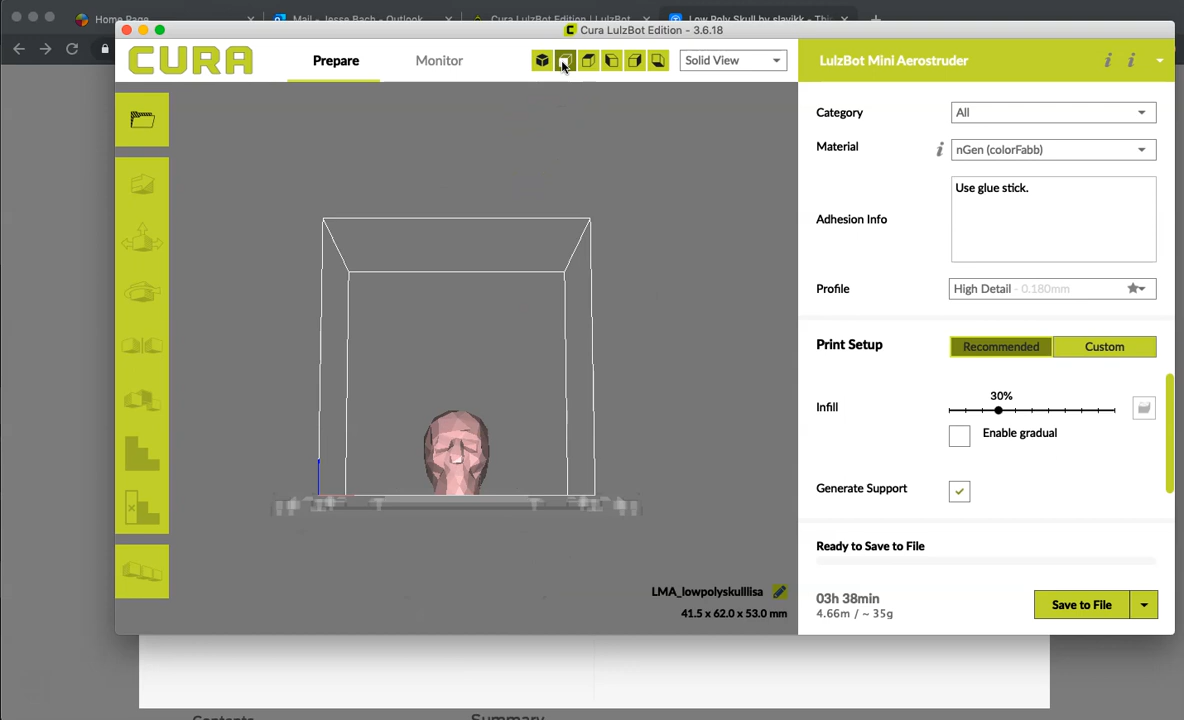 Home Page
Mail - Jesse Bach - Outlook
Cura LulzBot Edition | LulzBot
Low Poly Skull by slavikk - Thi
Cura LulzBot Edition - 3.6.18
CURA
Prepare
Monitor
Solid View
LulzBot Mini Aerostruder
Category
All
Material
nGen (colorFabb)
Use glue stick.
Adhesion Info
Profile
High Detail - 0.180mm
Print Setup
Recommended
Custom
30%
Infill
Enable gradual
Generate Support
Ready to Save to File
LMA_lowpolyskulllisa
41.5 x 62.0 x 53.0 mm
03h 38min
4.66m / ~ 35g
Save to File
Contents
Summary